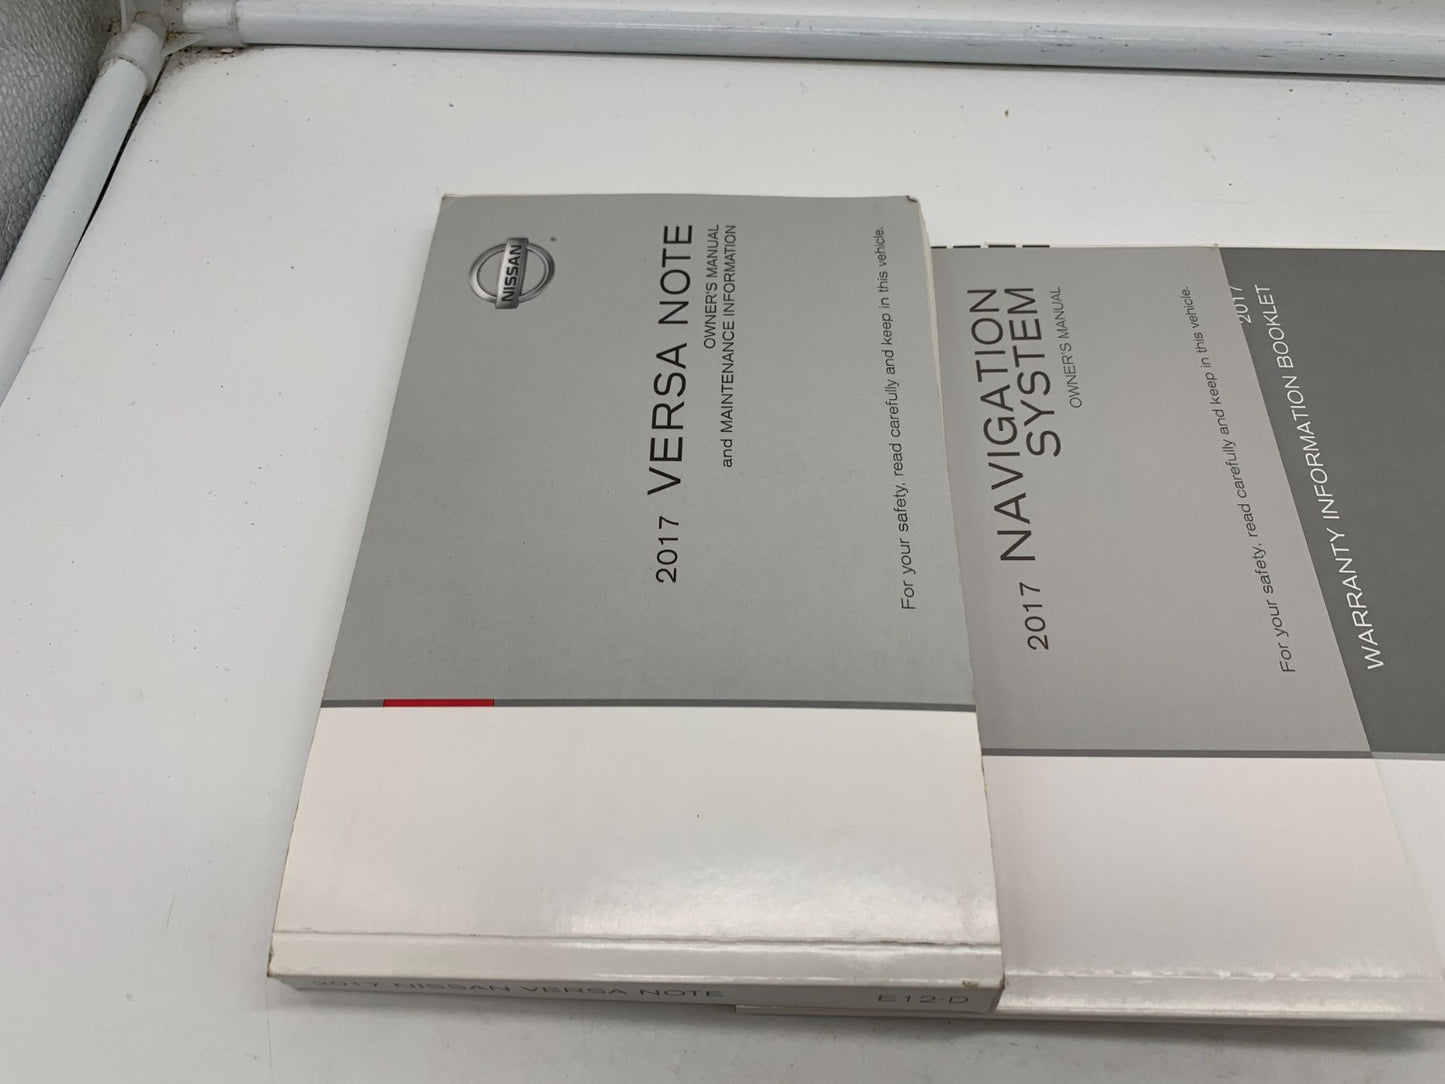 NISSAN
2017 VERSA NOTE
OWNER'S MANUAL
and MAINTENANCE INFORMATION
For your safety, read carefully and keep in this vehicle.
2017 NISSAN VERSA NOTE E12-D
2017 NAVIGATION
SYSTEM
OWNER'S MANUAL
For your safety, read carefully and keep in this vehicle.
2017
WARRANTY INFORMATION BOOKLET